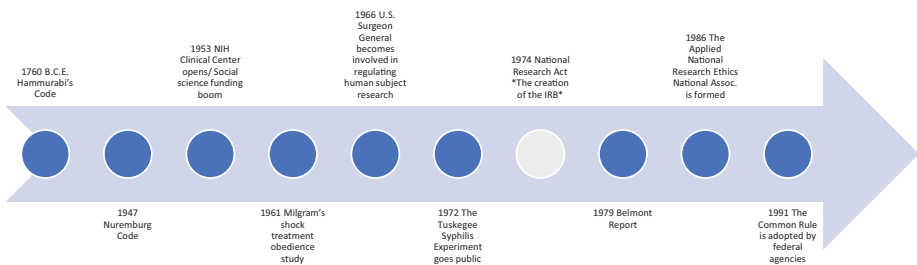 1760 B.C.E.
Hammurabi's
Code
1947
Nuremburg
Code
1953 NIH
Clinical Center
opens/ Social
science funding
boom
1961 Milgram's
shock
treatment
obedience
study
1966 U.S.
Surgeon
General
becomes
involved in
regulating
human subject
research
1972 The
Tuskegee
Syphilis
Experiment
goes public
1974 National
Research Act
*The creation
of the IRB*
1979 Belmont
Report
1986 The
Applied
National
Research Ethics
National Assoc.
is formed
1991 The
Common Rule
is adopted by
federal
agencies